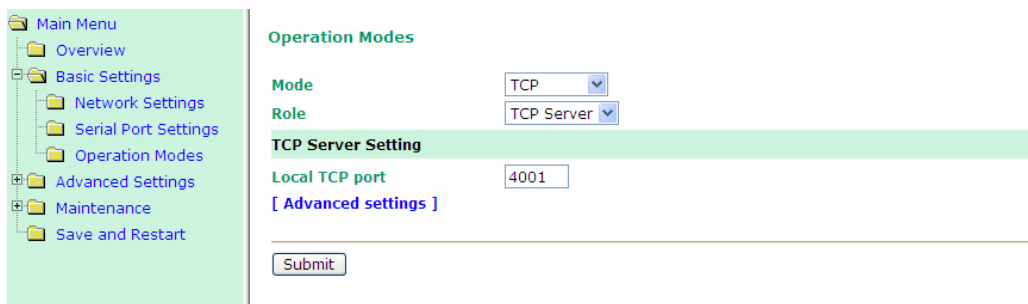 Main Menu
Overview
Basic Settings
Network Settings
Serial Port Settings
Operation Modes
Advanced Settings
Maintenance
Save and Restart
Operation Modes
Mode TCP
Role TCP Server
TCP Server Setting
Local TCP port 4001
[ Advanced settings ]
Submit